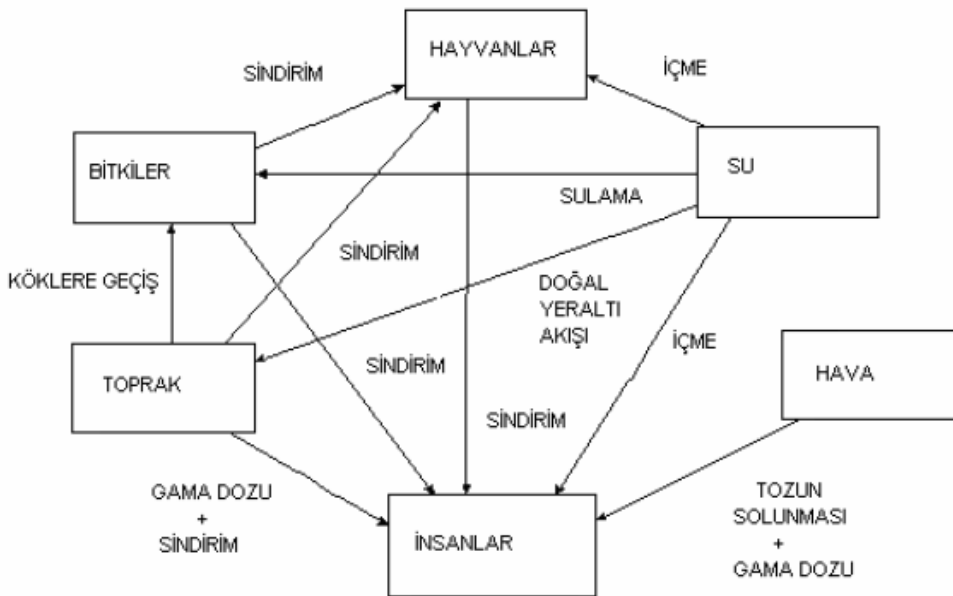 HAYVANLAR
SİNDİRİM
İÇME
BİTKİLER
SU
SULAMA
SİNDİRİM
KÖKLERE GEÇİŞ
DOĞAL
YERALTI
AKIŞI
İÇME
TOPRAK
SİNDİRİM
HAVA
SİNDİRİM
GAMA DOZU
+
SİNDİRİM
İNSANLAR
TOZUN
SOLUNMASI
+
GAMA DOZU